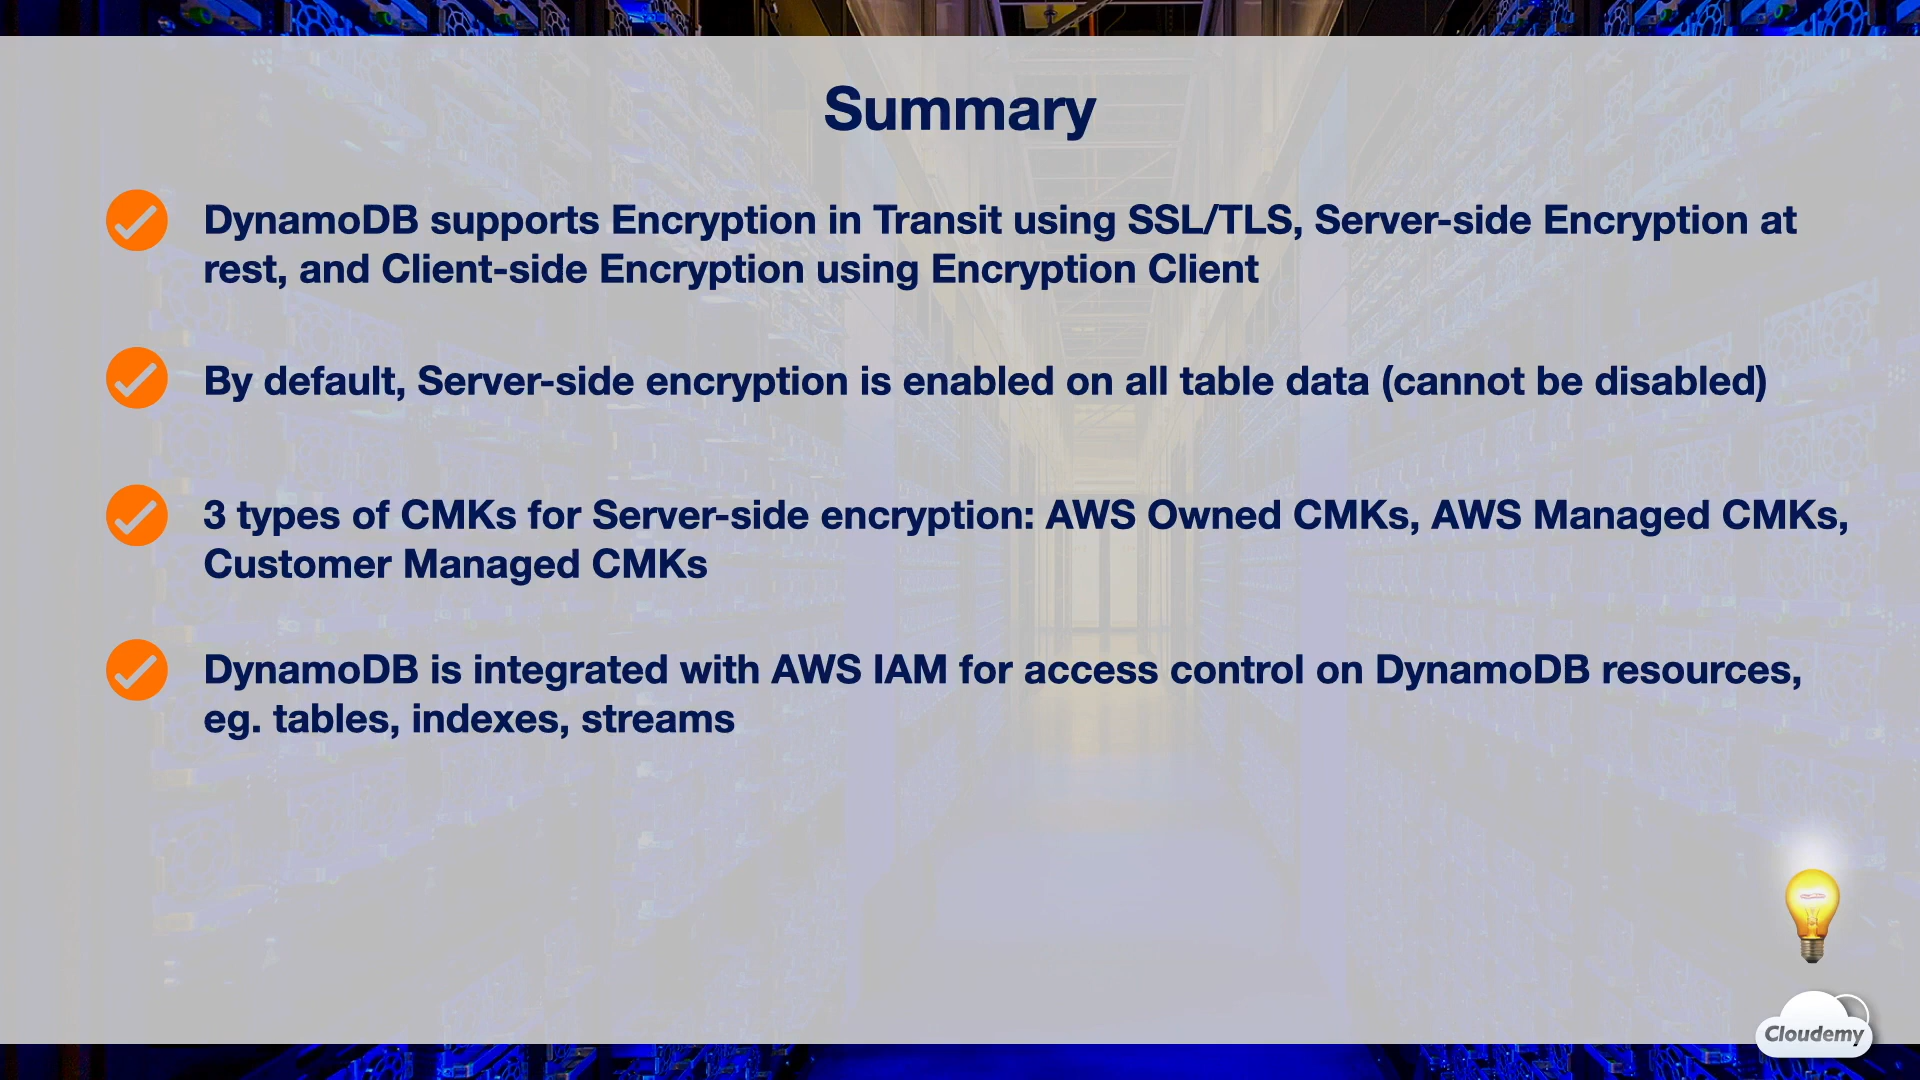 Summary
DynamoDB supports Encryption in Transit using SSL/TLS, Server-side Encryption at
rest, and Client-side Encryption using Encryption Client
By default, Server-side encryption is enabled on all table data (cannot be disabled)
3 types of CMKs for Server-side encryption: AWS Owned CMKs, AWS Managed CMKs,
Customer Managed CMKs
DynamoDB is integrated with AWS IAM for access control on DynamoDB resources,
eg. tables, indexes, streams
Cloudemy